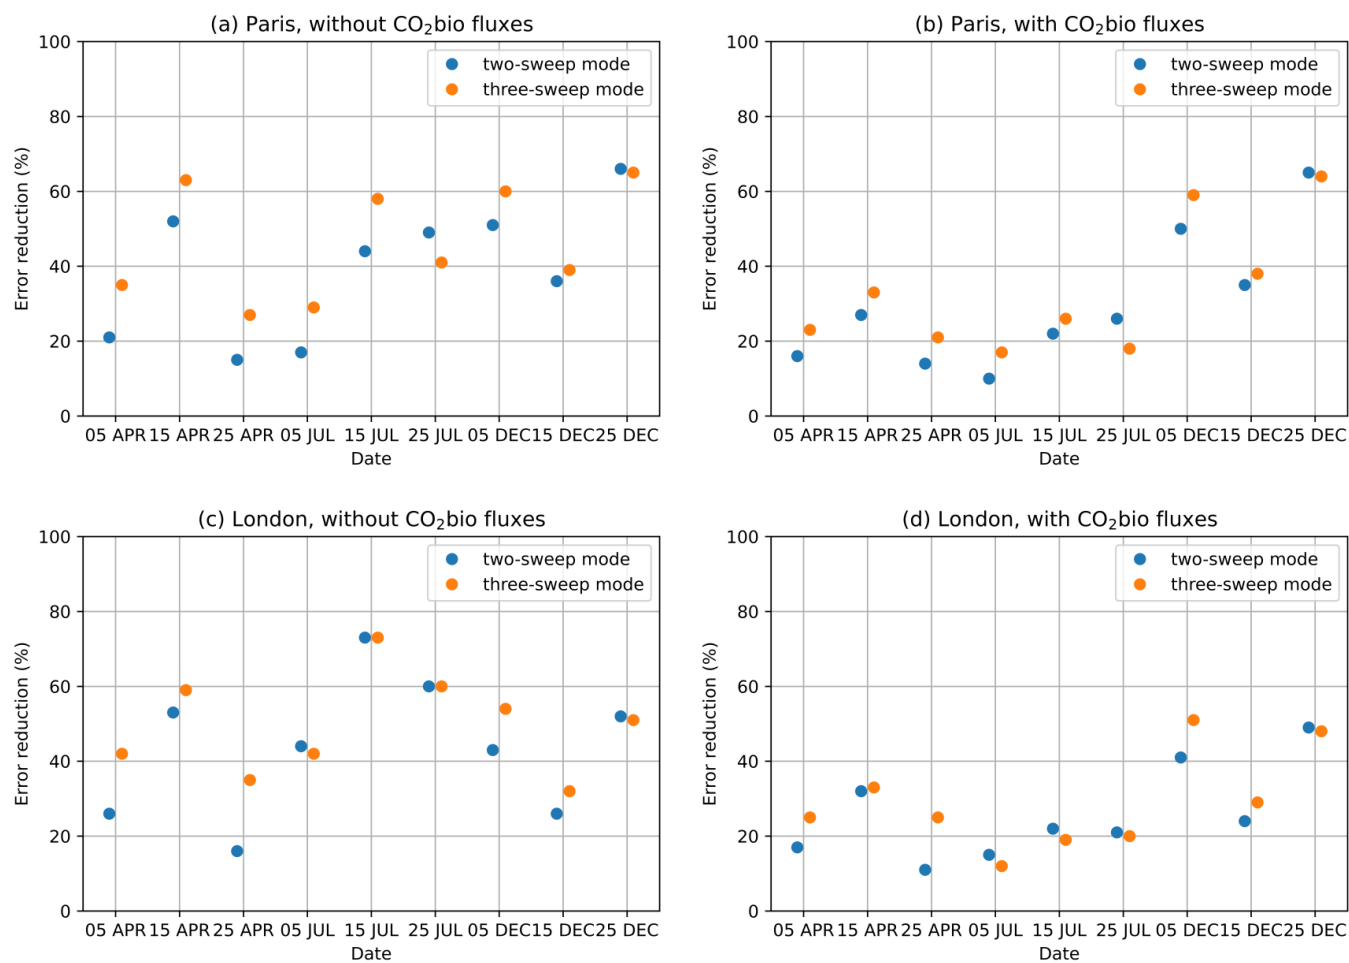 (a) Paris, without CO₂bio fluxes
100
80
60
40
20
0
Error reduction (%)
two-sweep mode
three-sweep mode
05 APR 15 APR 25 APR 05 JUL 15 JUL 25 JUL 05 DEC 15 DEC 25 DEC
Date
(b) Paris, with CO₂bio fluxes
100
80
60
40
20
0
Error reduction (%)
two-sweep mode
three-sweep mode
05 APR 15 APR 25 APR 05 JUL 15 JUL 25 JUL 05 DEC 15 DEC 25 DEC
Date
(c) London, without CO₂bio fluxes
100
80
60
40
20
0
Error reduction (%)
two-sweep mode
three-sweep mode
05 APR 15 APR 25 APR 05 JUL 15 JUL 25 JUL 05 DEC 15 DEC 25 DEC
Date
(d) London, with CO₂bio fluxes
100
80
60
40
20
0
Error reduction (%)
two-sweep mode
three-sweep mode
05 APR 15 APR 25 APR 05 JUL 15 JUL 25 JUL 05 DEC 15 DEC 25 DEC
Date